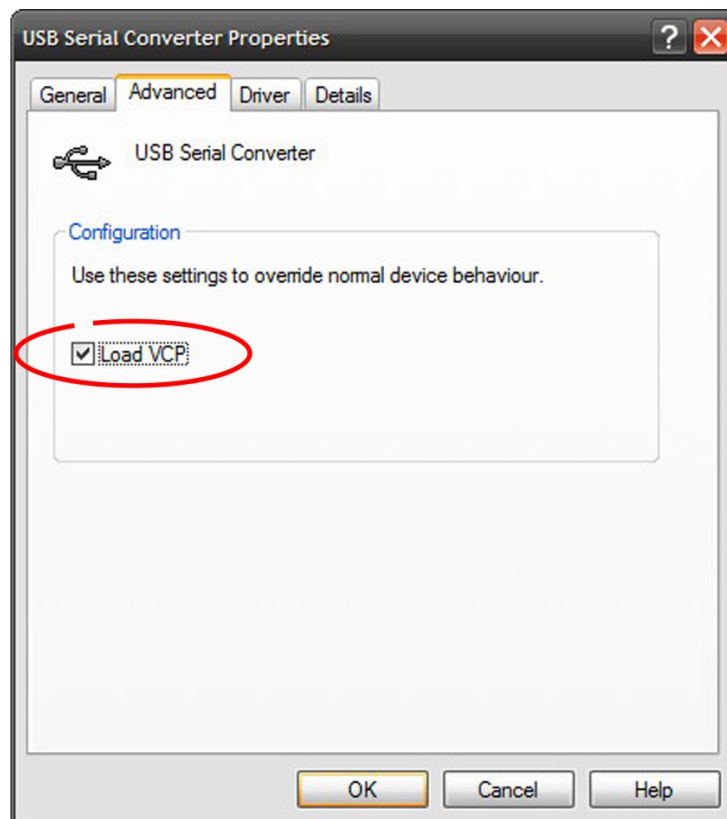 USB Serial Converter Properties
General Advanced Driver Details
USB Serial Converter
Configuration
Use these settings to override normal device behaviour.
Load VCP
OK Cancel Help